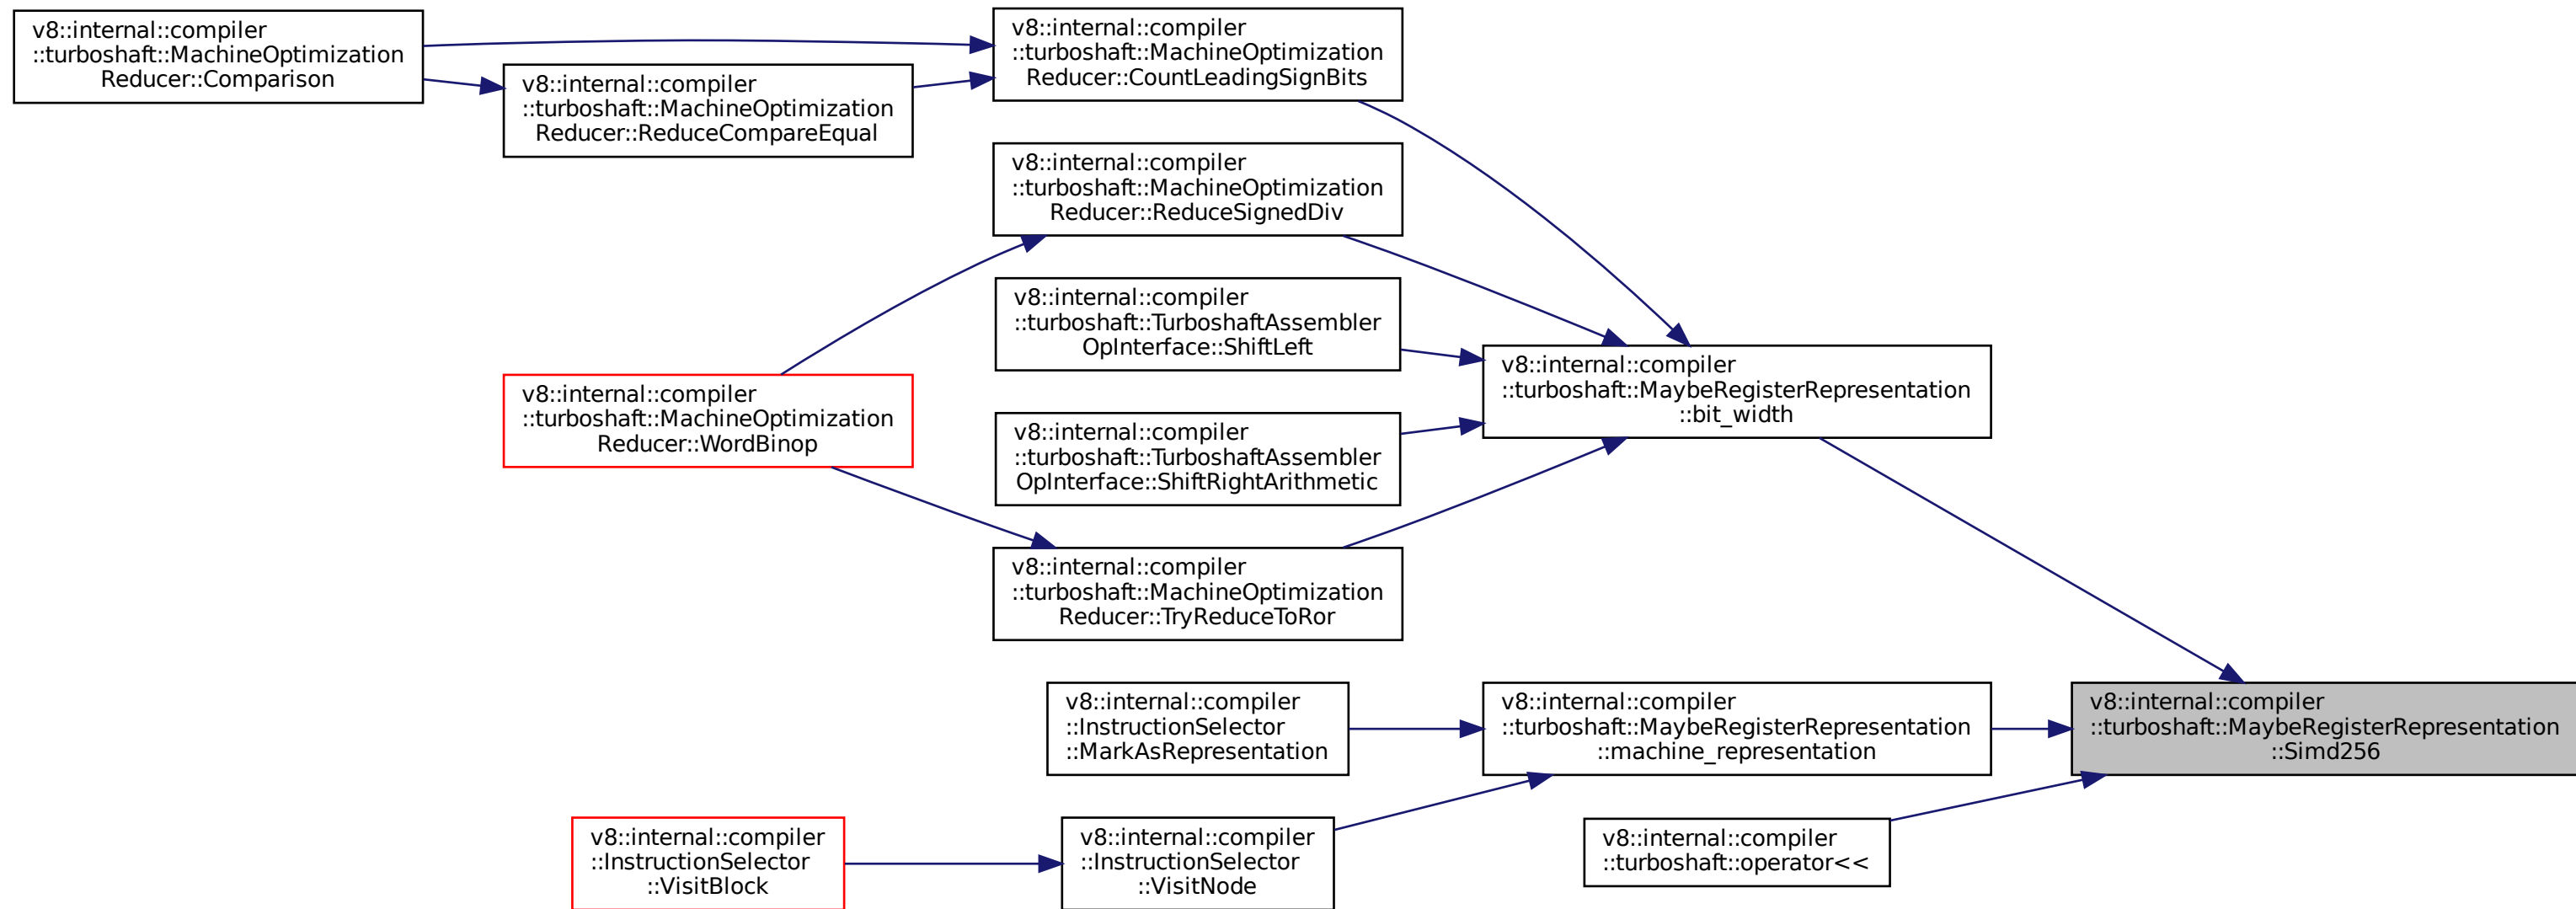 v8::internal::compiler
::turboshaft::MachineOptimization
Reducer::Comparison
v8::internal::compiler
::turboshaft::MachineOptimization
Reducer::ReduceCompareEqual
v8::internal::compiler
::turboshaft::MachineOptimization
Reducer::CountLeadingSignBits
v8::internal::compiler
::turboshaft::MachineOptimization
Reducer::ReduceSignedDiv
v8::internal::compiler
::turboshaft::TurboshaftAssembler
OpInterface::ShiftLeft
v8::internal::compiler
::turboshaft::MachineOptimization
Reducer::WordBinop
v8::internal::compiler
::turboshaft::TurboshaftAssembler
OpInterface::ShiftRightArithmetic
v8::internal::compiler
::turboshaft::MaybeRegisterRepresentation
::bit_width
v8::internal::compiler
::turboshaft::MachineOptimization
Reducer::TryReduceToRor
v8::internal::compiler
::InstructionSelector
::MarkAsRepresentation
v8::internal::compiler
::turboshaft::MaybeRegisterRepresentation
::machine_representation
v8::internal::compiler
::turboshaft::MaybeRegisterRepresentation
::Simd256
v8::internal::compiler
::InstructionSelector
::VisitBlock
v8::internal::compiler
::InstructionSelector
::VisitNode
v8::internal::compiler
::turboshaft::operator<<